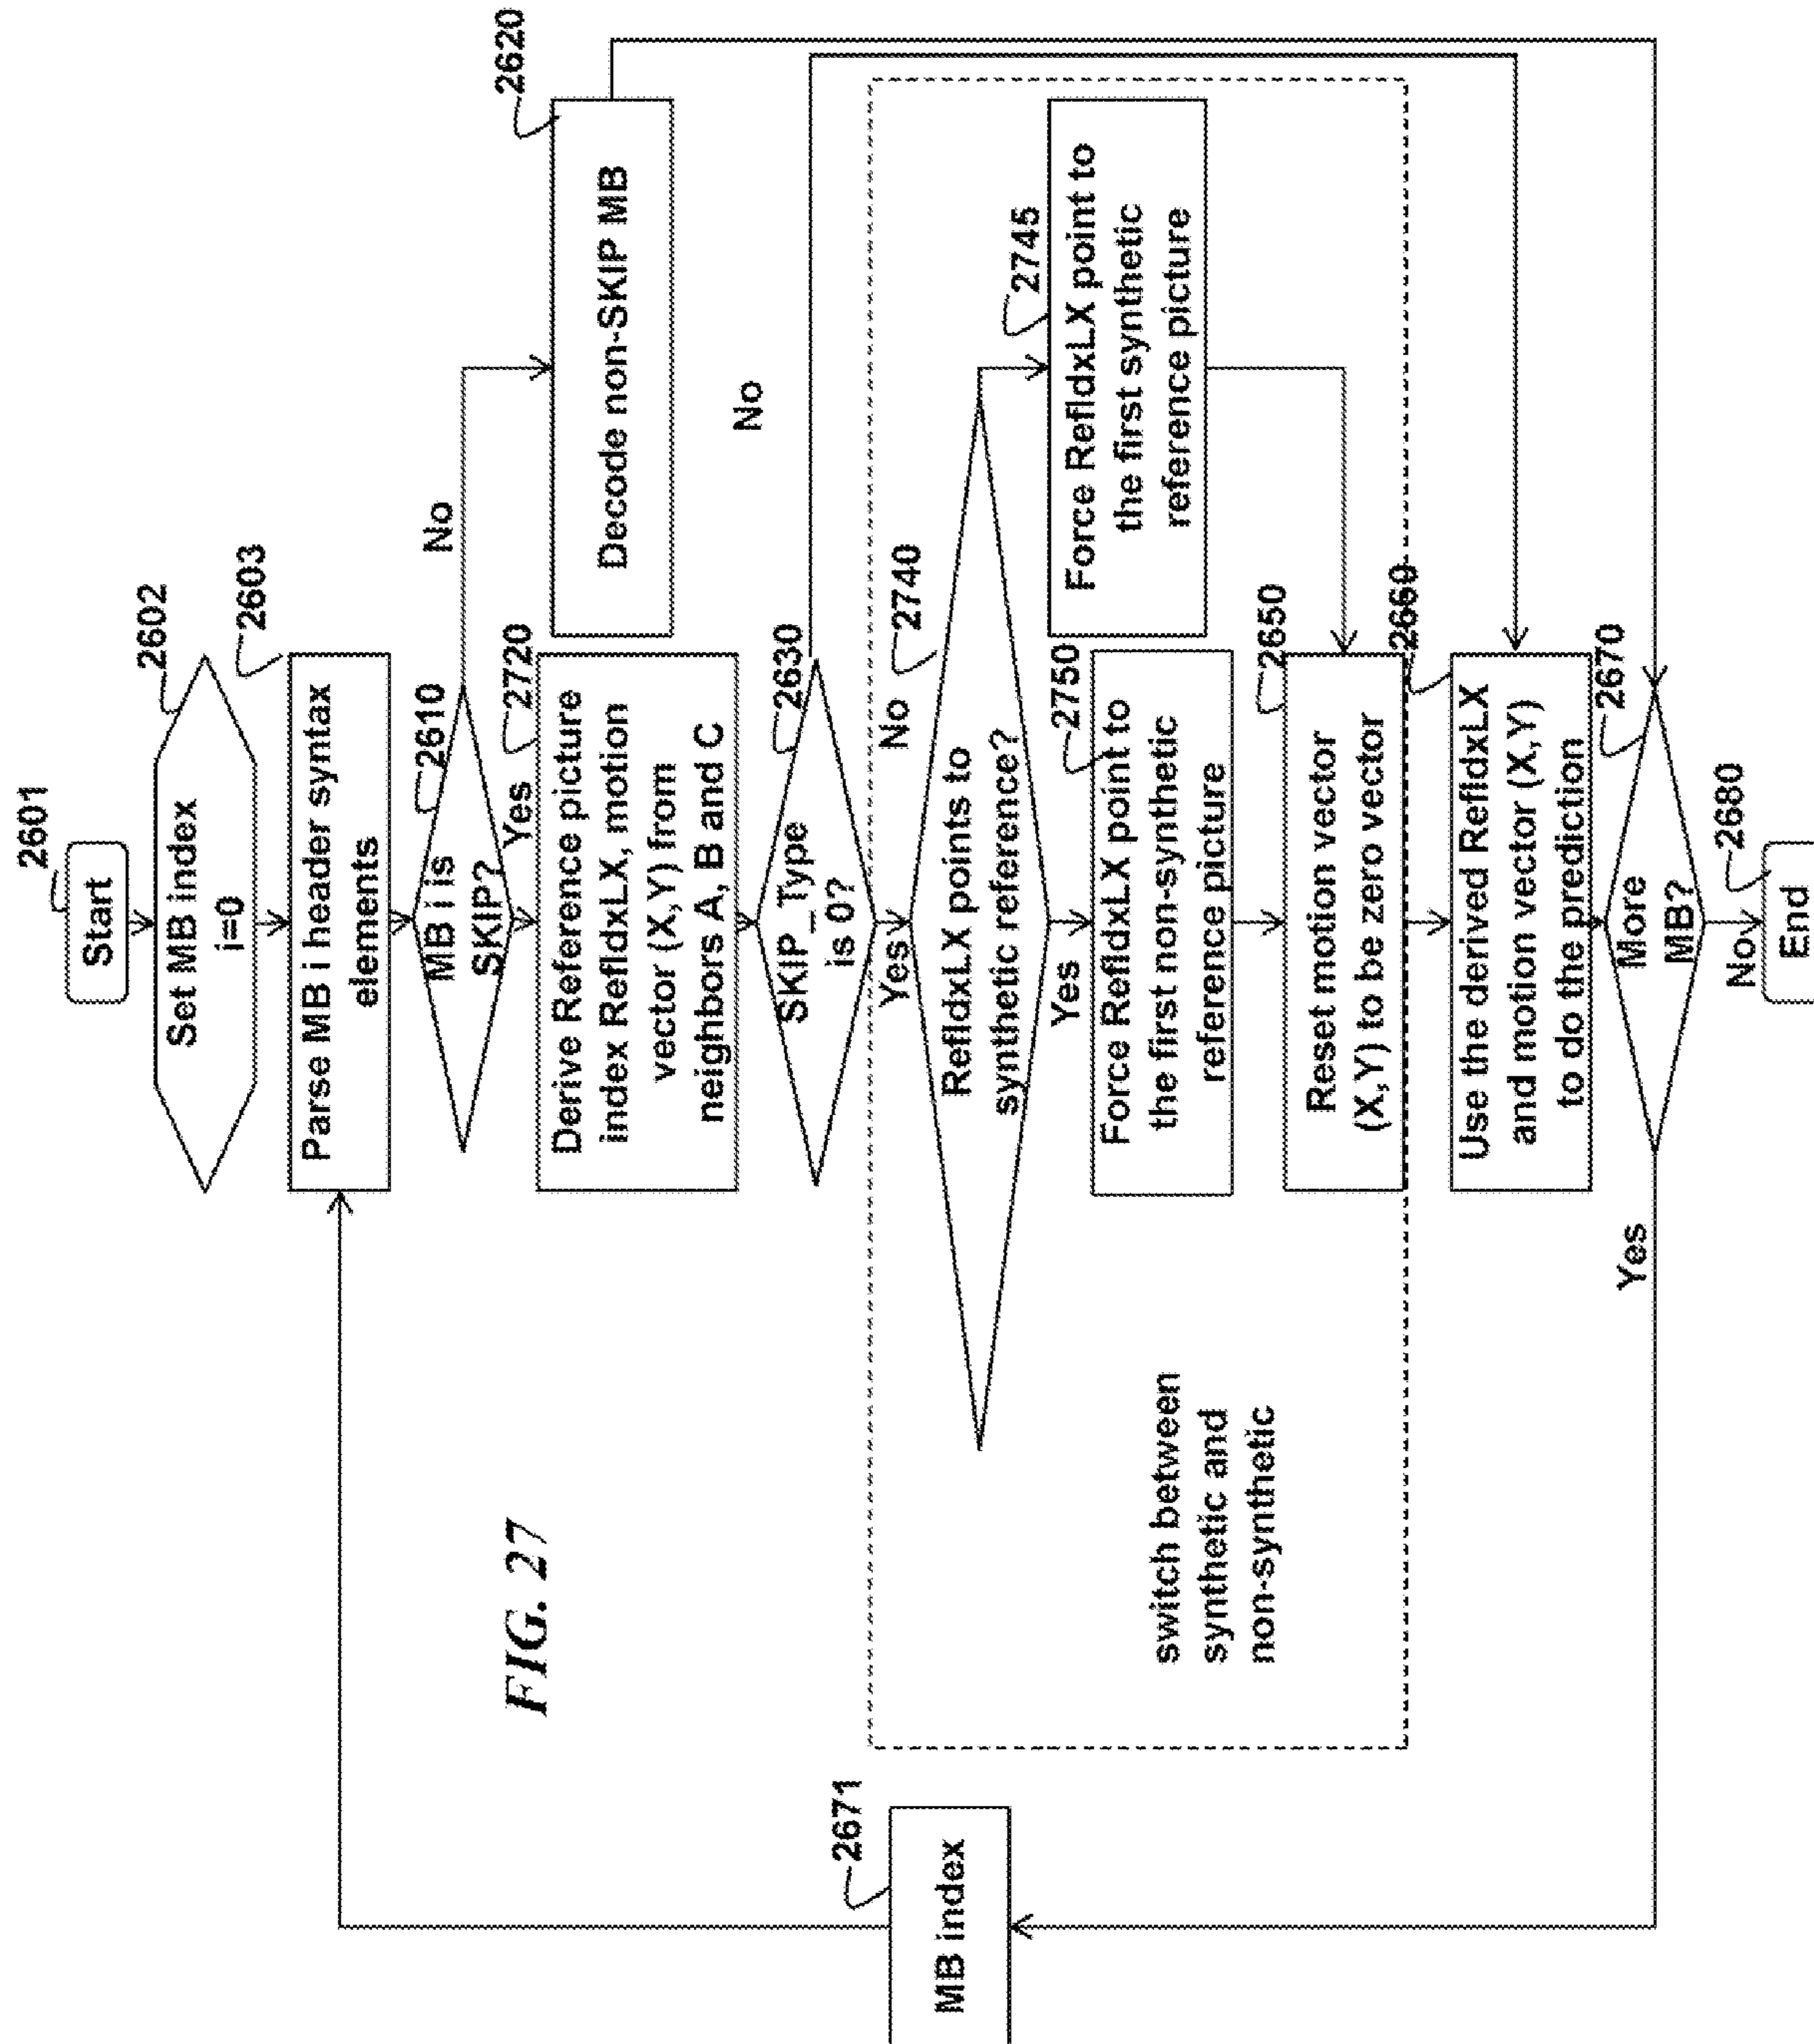 FIG. 27
2601
Start
2602
Set MB index
i=0
2603
Parse MB i header syntax
elements
2610
MB i is
SKIP?
No
Yes
2620
Decode non-SKIP MB
2720
Derive Reference picture
index RefIdxLX, motion
vector (X,Y) from
neighbors A, B and C
2630
SKIP_Type
is 0?
No
Yes
2740
No
RefIdxLX points to
synthetic reference?
Yes
2745
Force RefIdxLX point to
the first synthetic
reference picture
2750
Force RefIdxLX point to
the first non-synthetic
reference picture
switch between
synthetic and
non-synthetic
2650
Reset motion vector
(X,Y) to be zero vector
2660
Use the derived RefIdxLX
and motion vector (X,Y)
to do the prediction
2670
More
MB?
Yes
No
2671
MB index
2680
End